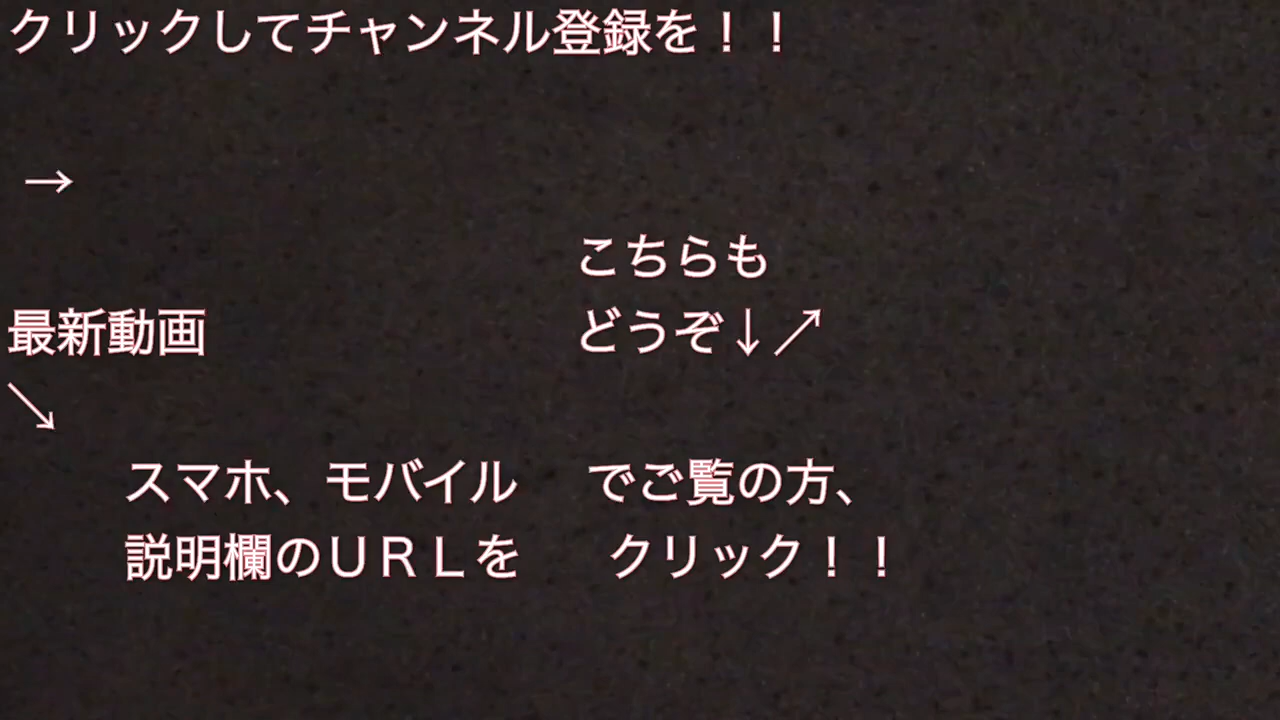 クリックしてチャンネル登録を！！
→
こちらも
最新動画 どうぞ↓↗
↘
スマホ、モバイル でご覧の方、
説明欄のＵＲＬを クリック！！